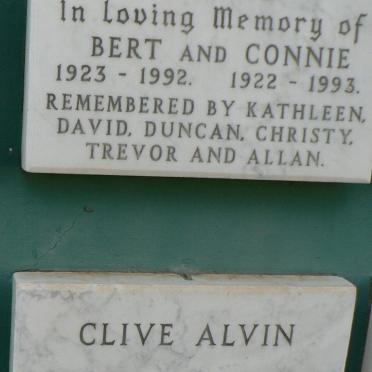 in Loving Memory of
BERT AND CONNIE
1923 - 1992. 1922 - 1993.
REMEMBERED BY KATHLEEN,
DAVID, DUNCAN, CHRISTY,
TREVOR AND ALLAN.
CLIVE ALVIN